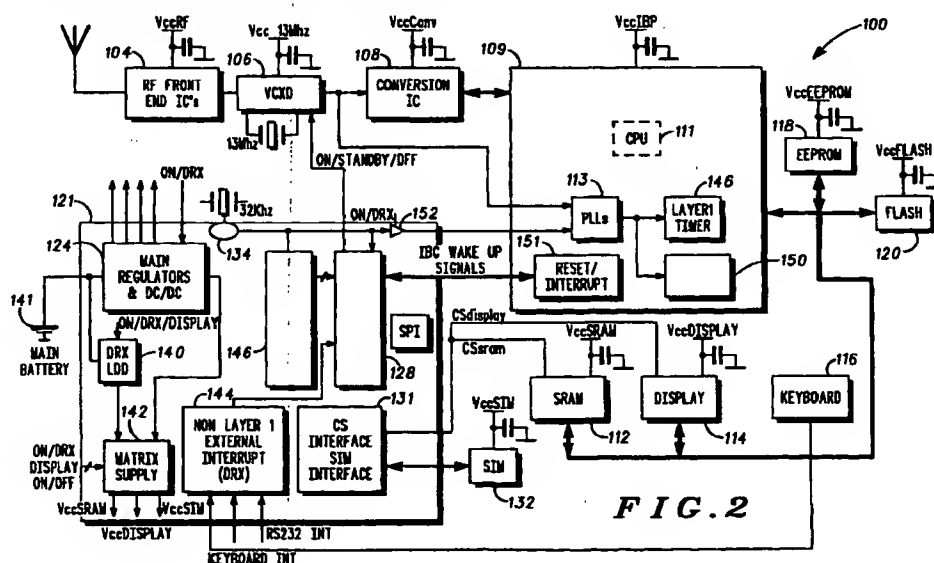 VccRF
Vcc_13Mhz
VccConv
VccIBP
100
104
106
108
109
RF FRONT
END IC's
VCXD
CONVERSION
IC
CPU
111
VccEEPROM
118
EEPROM
13Mhz
ON/STANDBY/OFF
VccFLASH
FLASH
120
ON/DRX
121
32Khz
134
ON/DRX
152
113
PLLs
146
LAYER1
TIMER
124
MAIN
REGULATORS
& DC/DC
IBC WAKE UP
SIGNALS
151
RESET/
INTERRUPT
150
141
MAIN
BATTERY
ON/DRX/DISPLAY
DRX
LDD
140
146
128
SPI
CSdisplay
CSsram
VccSRAM
VccDISPLAY
116
KEYBOARD
SRAM
112
DISPLAY
114
142
MATRIX
SUPPLY
144
NON LAYER 1
EXTERNAL
INTERRUPT
(DRX)
131
CS
INTERFACE
SIM
INTERFACE
VccSIM
SIM
132
ON/DRX
DISPLAY
ON/OFF
VccSRAM
VccSIM
VccDISPLAY
RS232 INT
KEYBOARD INT
FIG.2